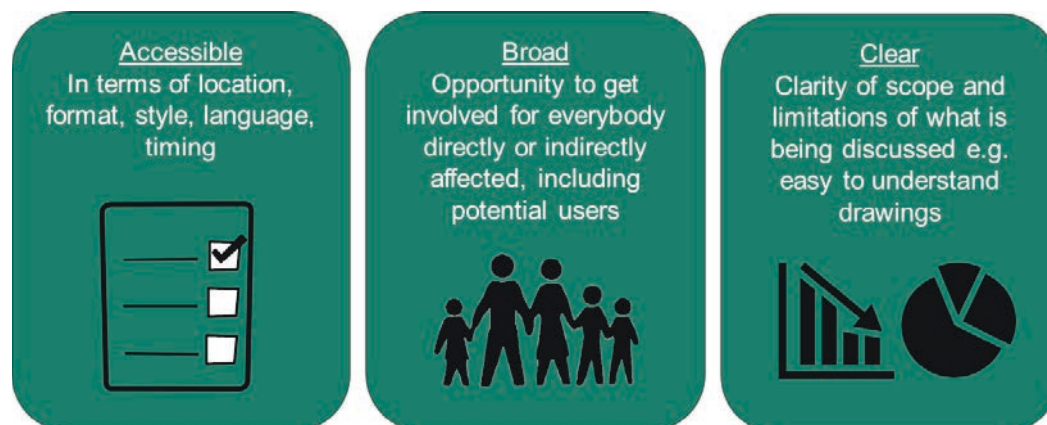 Accessible
In terms of location,
format, style, language,
timing
Broad
Opportunity to get
involved for everybody
directly or indirectly
affected, including
potential users
Clear
Clarity of scope and
limitations of what is
being discussed e.g.
easy to understand
drawings